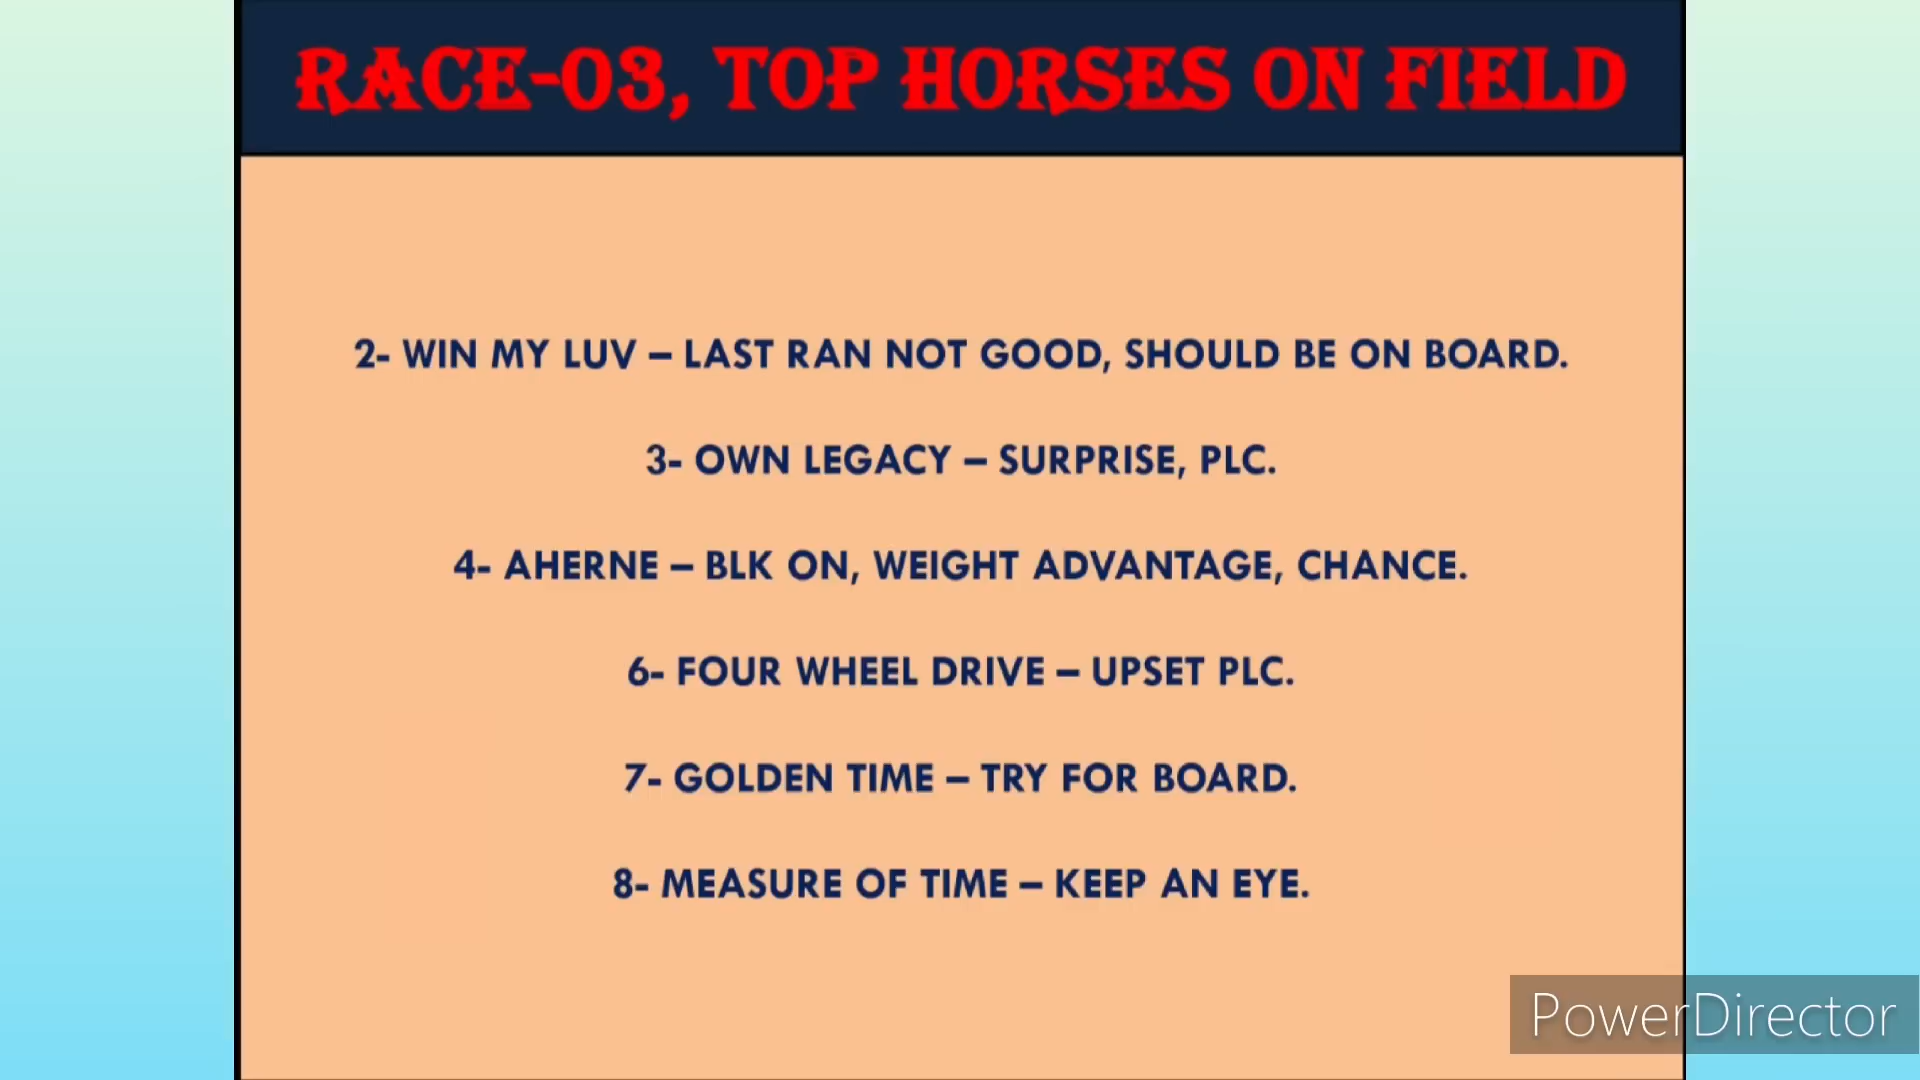 RACE-03, TOP HORSES ON FIELD
2- WIN MY LUV – LAST RAN NOT GOOD, SHOULD BE ON BOARD.
3- OWN LEGACY – SURPRISE, PLC.
4- AHERNE – BLK ON, WEIGHT ADVANTAGE, CHANCE.
6- FOUR WHEEL DRIVE – UPSET PLC.
7- GOLDEN TIME – TRY FOR BOARD.
8- MEASURE OF TIME – KEEP AN EYE.
PowerDirector